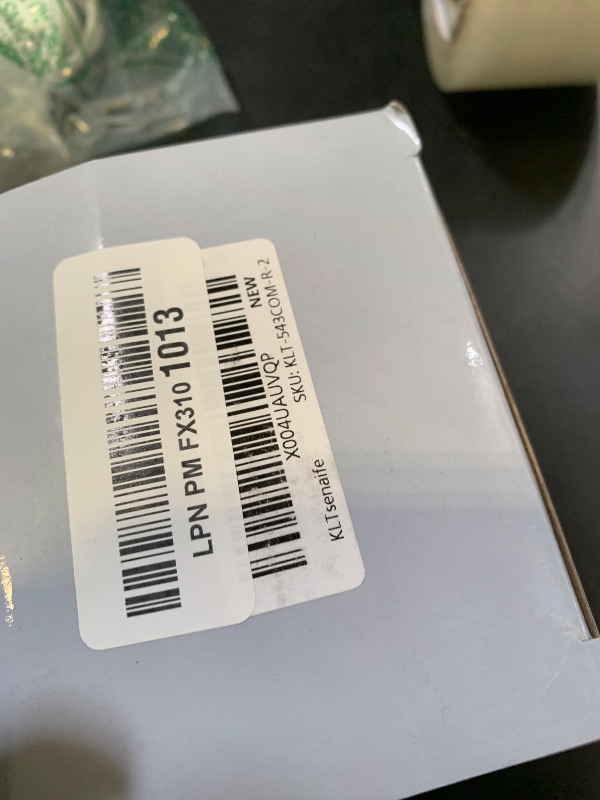 LPN PM FX310 1013
X004UAUVQP
NEW
SKU: KLT-543COM-R-2
KLTsenaife